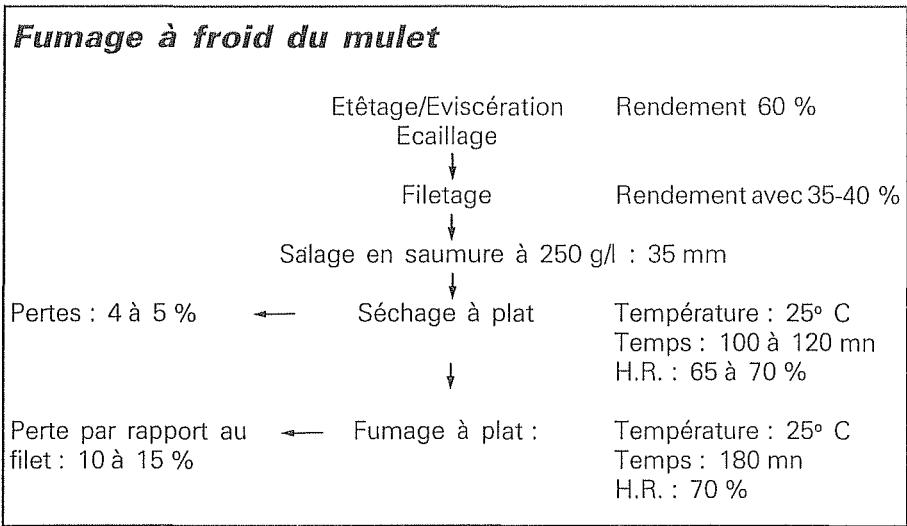 Fumage à froid du mulet
Etêtage/Eviscération Rendement 60 %
Ecaillage
Filetage Rendement avec 35-40 %
Salage en saumure à 250 g/l : 35 mm
Pertes : 4 à 5 % Séchage à plat Température : 25º C
Temps : 100 à 120 mn
H.R. : 65 à 70 %
Perte par rapport au Fumage à plat : Température : 25º C
filet : 10 à 15 % Temps : 180 mn
H.R. : 70 %